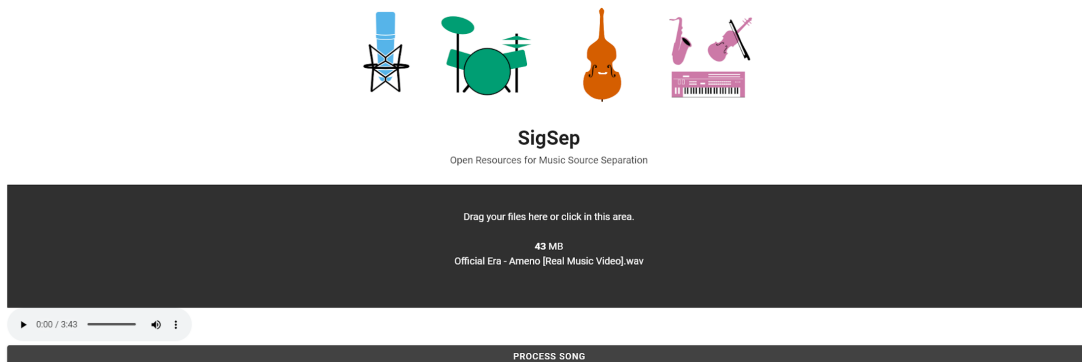 SigSep
Open Resources for Music Source Separation
Drag your files here or click in this area.
43 MB
Official Era - Ameno [Real Music Video].wav
0:00 / 3:43
PROCESS SONG